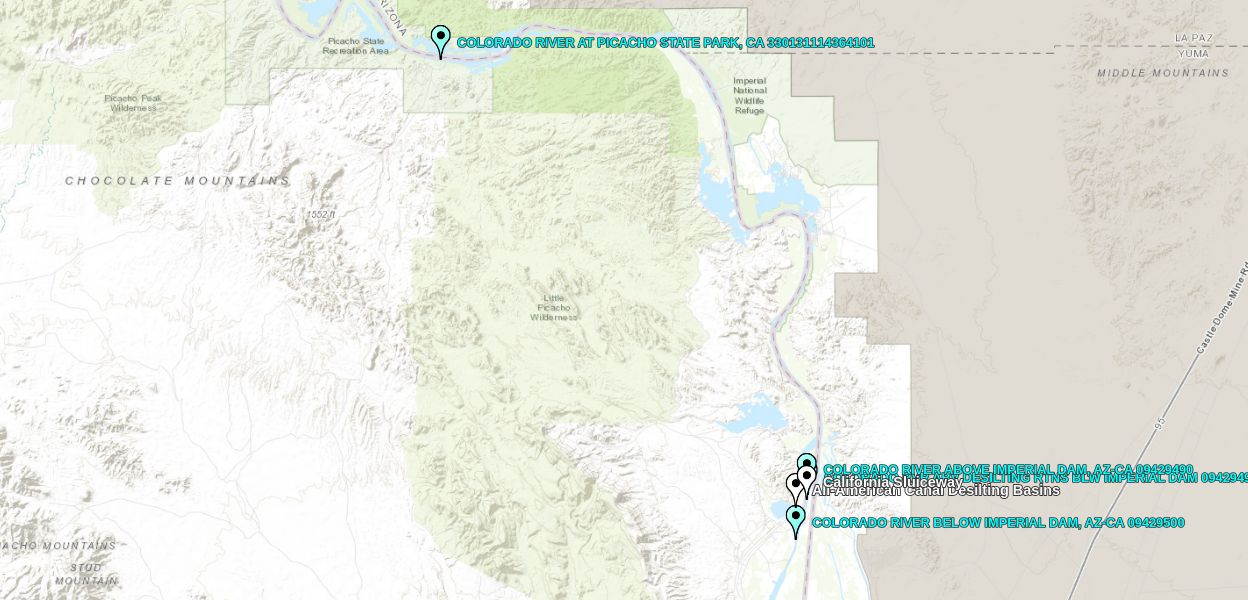 ARIZONA
Picacho State
Recreation Area
COLORADO RIVER AT PICACHO STATE PARK, CA 330131114364101
LA PAZ
YUMA
MIDDLE MOUNTAINS
Imperial
National
Wildlife
Refuge
Picacho Peak
Wilderness
CHOCOLATE MOUNTAINS
1552 ft
Little
Picacho
Wilderness
Castle Dome Mine Rd
95
COLORADO RIVER ABOVE IMPERIAL DAM, AZ-CA 09429490
DESILTING RTNS BLW IMPERIAL DAM 0942949
California Sluiceway
All-American Canal Desilting Basins
COLORADO RIVER BELOW IMPERIAL DAM, AZ-CA 09429500
ACHO MOUNTAINS
STUD
MOUNTAIN